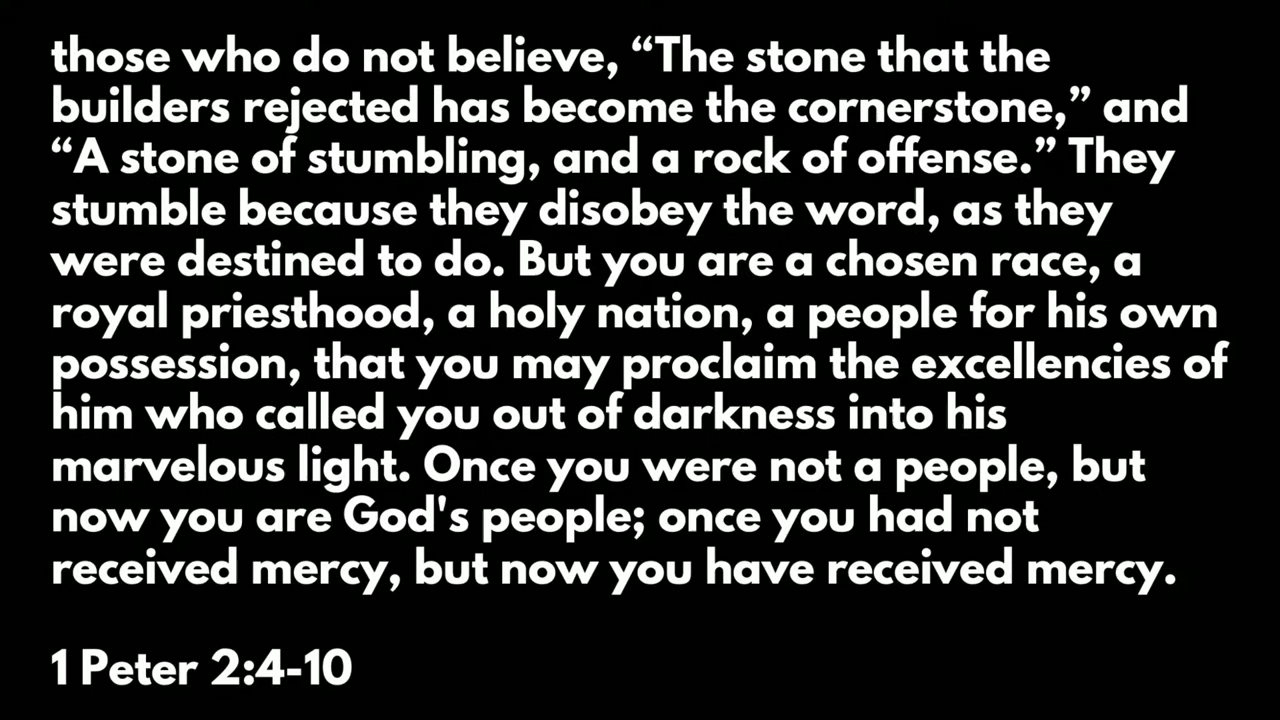 those who do not believe, “The stone that the
builders rejected has become the cornerstone,” and
“A stone of stumbling, and a rock of offense.” They
stumble because they disobey the word, as they
were destined to do. But you are a chosen race, a
royal priesthood, a holy nation, a people for his own
possession, that you may proclaim the excellencies of
him who called you out of darkness into his
marvelous light. Once you were not a people, but
now you are God's people; once you had not
received mercy, but now you have received mercy.
1 Peter 2:4-10